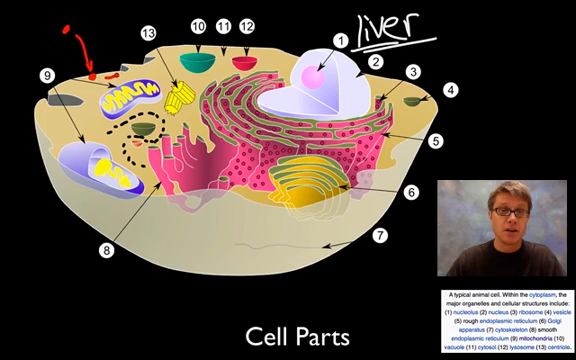 liver
13
10
11
12
1
2
9
3
4
5
6
7
8
Cell Parts
A typical animal cell. Within the cytoplasm, the
major organelles and cellular structures include:
(1) nucleolus (2) nucleus (3) ribosome (4) vesicle
(5) rough endoplasmic reticulum (6) Golgi
apparatus (7) cytoskeleton (8) smooth
endoplasmic reticulum (9) mitochondria (10)
vacuole (11) cytosol (12) lysosome (13) centriole.